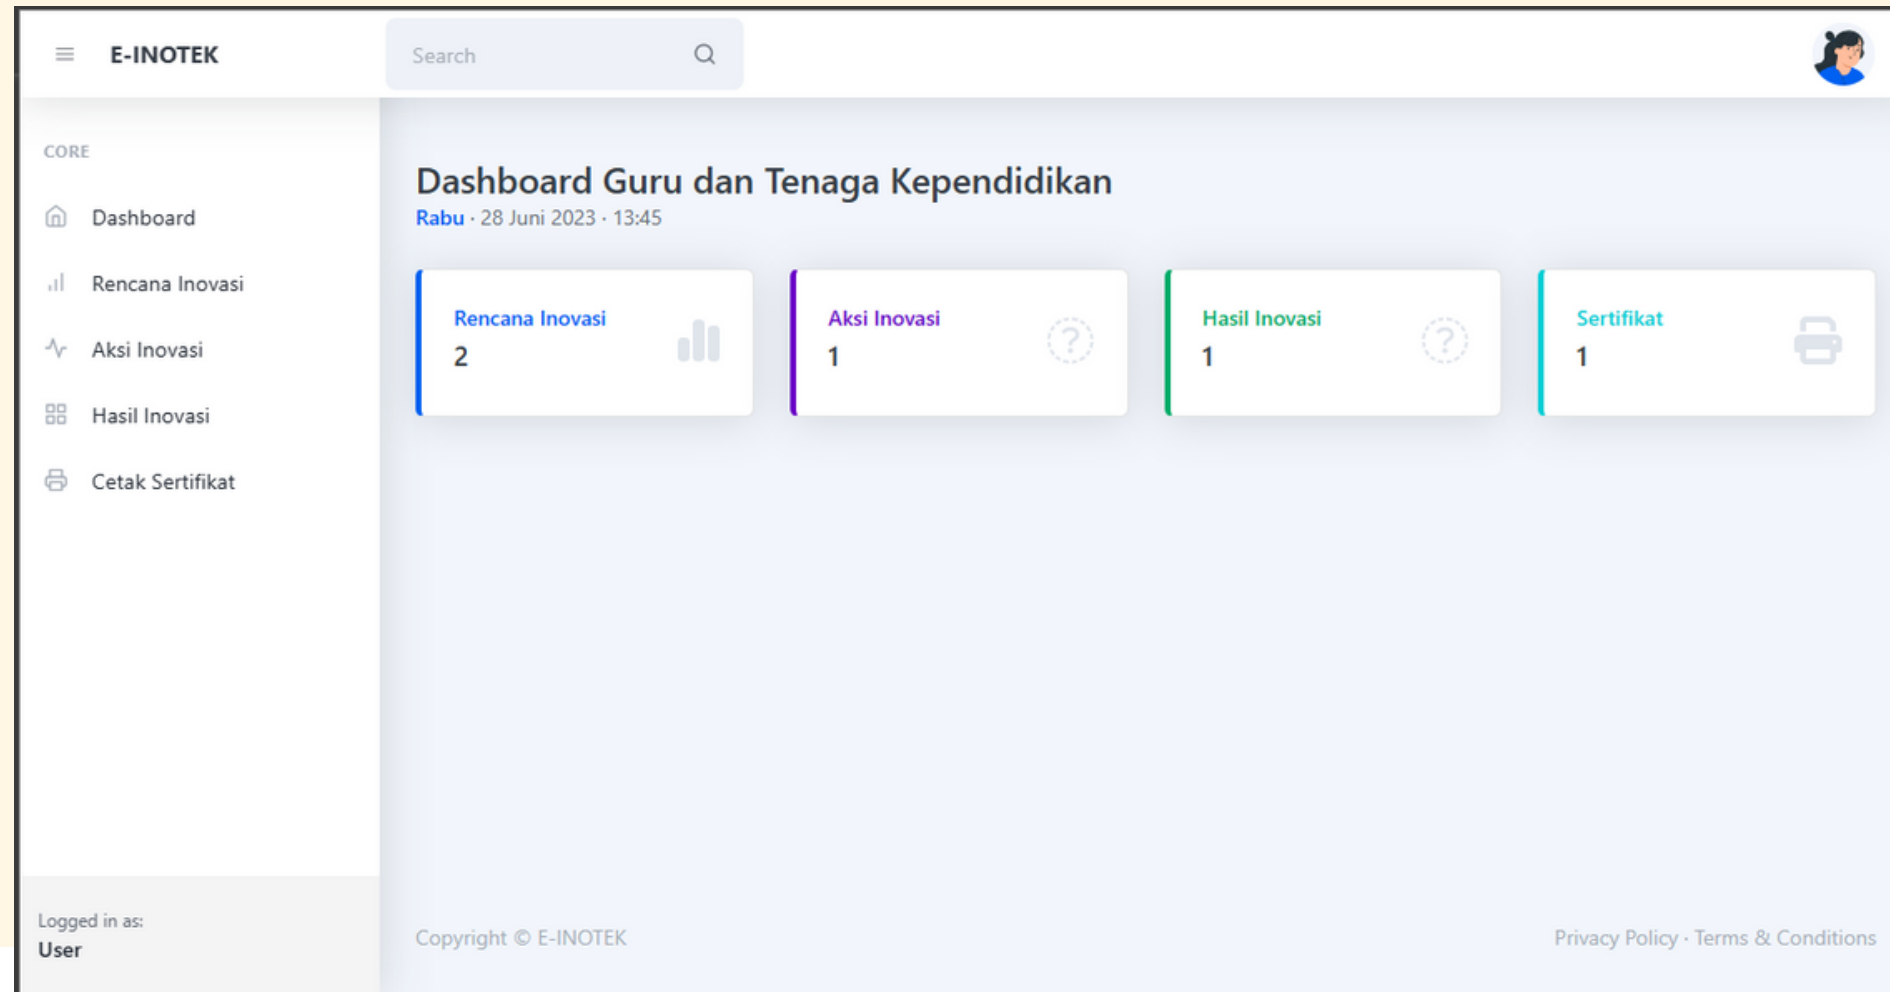 E-INOTEK
Search
CORE
Dashboard
Rencana Inovasi
Aksi Inovasi
Hasil Inovasi
Cetak Sertifikat
Logged in as:
User
Dashboard Guru dan Tenaga Kependidikan
Rabu · 28 Juni 2023 · 13:45
Rencana Inovasi
2
Aksi Inovasi
1
Hasil Inovasi
1
Sertifikat
1
Copyright © E-INOTEK
Privacy Policy · Terms & Conditions